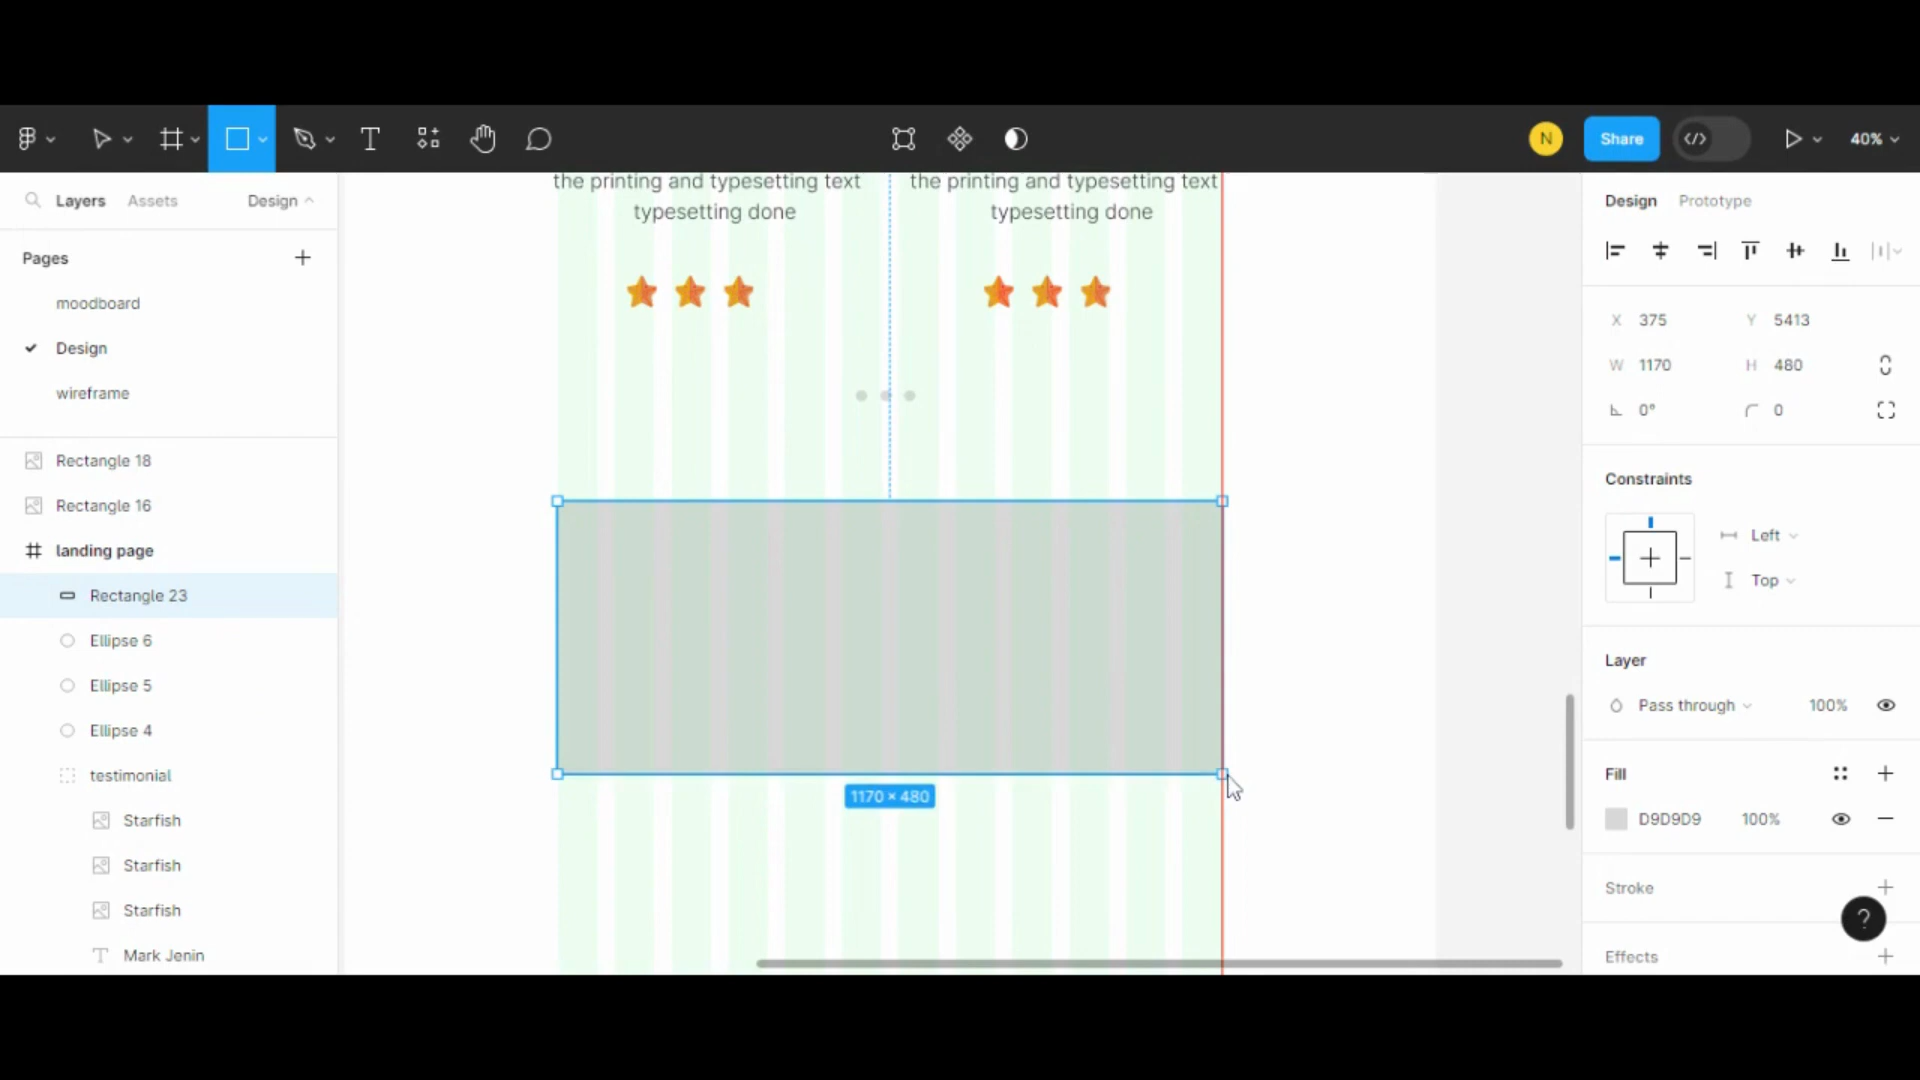 N
Share
40%
Layers
Assets
Design
Pages
moodboard
Design
wireframe
Rectangle 18
Rectangle 16
landing page
Rectangle 23
Ellipse 6
Ellipse 5
Ellipse 4
testimonial
Starfish
Starfish
Starfish
Mark Jenin
the printing and typesetting text
typesetting done
the printing and typesetting text
typesetting done
1170 × 480
Design
Prototype
X 375
Y 5413
W 1170
H 480
0°
0
Constraints
Left
Top
Layer
Pass through
100%
Fill
D9D9D9
100%
Stroke
Effects
?